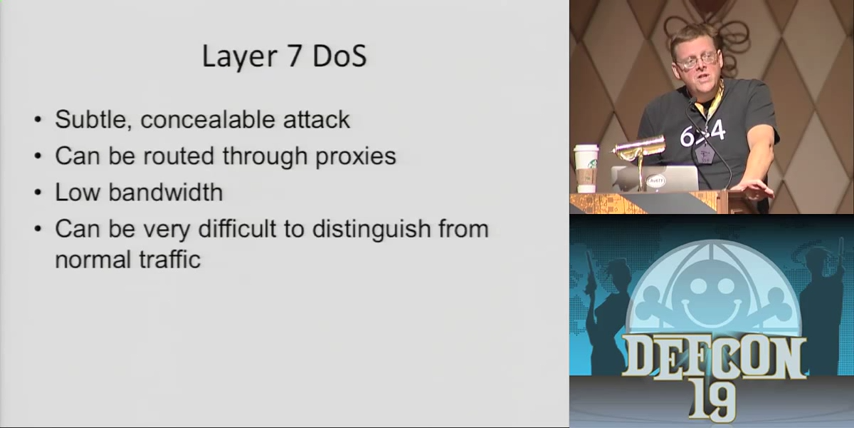 Layer 7 DoS
• Subtle, concealable attack
• Can be routed through proxies
• Low bandwidth
• Can be very difficult to distinguish from
normal traffic
DEFCON
19